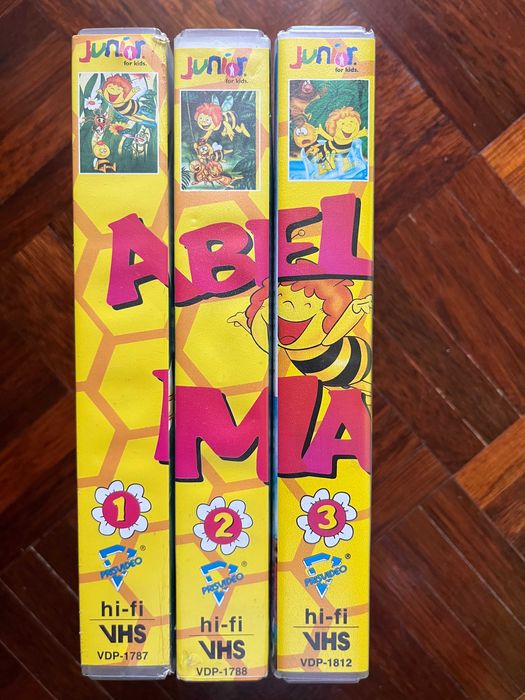 junior
for kids.
junior
for kids.
junior
for kids.
ABEL
MA
1
2
3
PRISVIDEO
®
hi-fi
VHS
VDP-1787
PRISVIDEO
®
hi-fi
VHS
VDP-1788
PRISVIDEO
®
hi-fi
VHS
VDP-1812